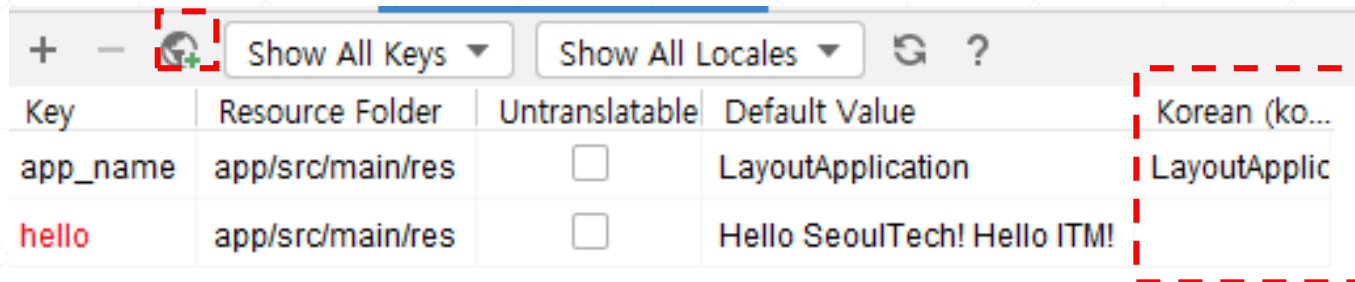 + − Show All Keys Show All Locales ?
Key Resource Folder Untranslatable Default Value Korean (ko...
app_name app/src/main/res LayoutApplication LayoutApplic
hello app/src/main/res Hello SeoulTech! Hello ITM!